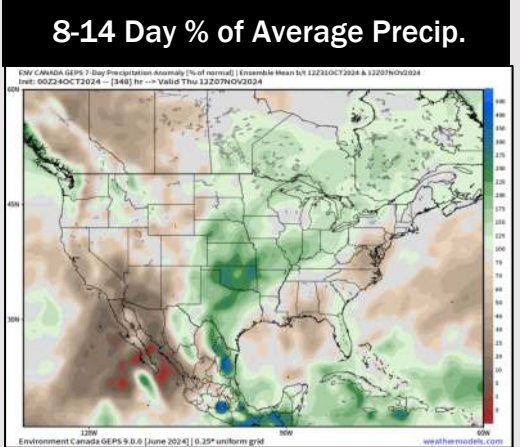 8-14 Day % of Average Precip.
ENV CANADA GEPS 7-Day Precipitation Anomaly [% of normal] | Ensemble Mean b/t 12Z31OCT2024 & 12Z07NOV2024
Init: 00Z24OCT2024 -- [348] hr --> Valid Thu 12Z07NOV2024
60N
45N
30N
120W
90W
60W
Environment Canada GEPS 9.0.0 [June 2024] | 0.25° uniform grid
weathermodels.com